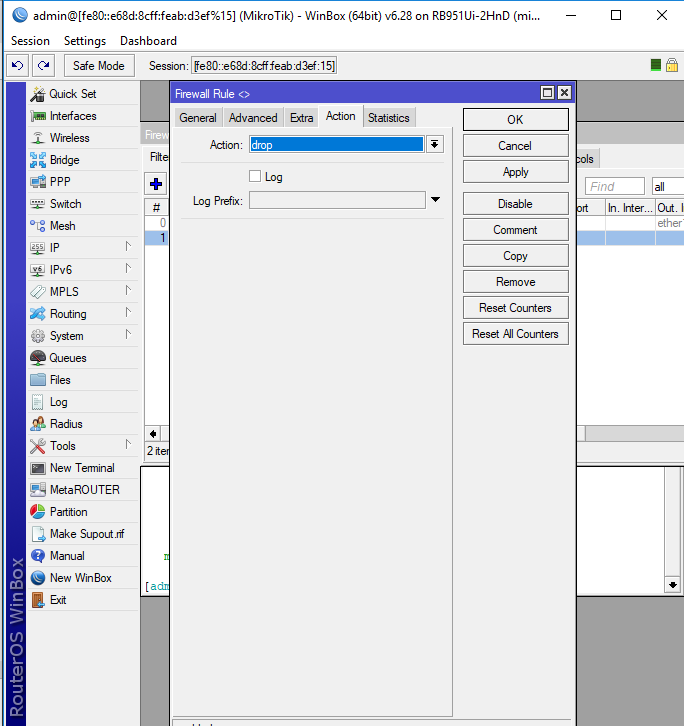 admin@[fe80::e68d:8cff:feab:d3ef%15] (MikroTik) - WinBox (64bit) v6.28 on RB951Ui-2HnD (mi...
Session Settings Dashboard
Safe Mode Session: [fe80::e68d:8cff:feab:d3ef:15]
Quick Set
Interfaces
Wireless
Bridge
PPP
Switch
Mesh
IP
IPv6
MPLS
Routing
System
Queues
Files
Log
Radius
Tools
New Terminal
MetaROUTER
Partition
Make Supout.rif
Manual
New WinBox
Exit
RouterOS WinBox
Firewall Rule <>
General Advanced Extra Action Statistics
Action: drop
Log
Log Prefix:
OK
Cancel
Apply
Disable
Comment
Copy
Remove
Reset Counters
Reset All Counters
Firew
Filte
#
0
1
2 iter
m
[adm
cols
Find all
ort In. Inter... Out. I
ether